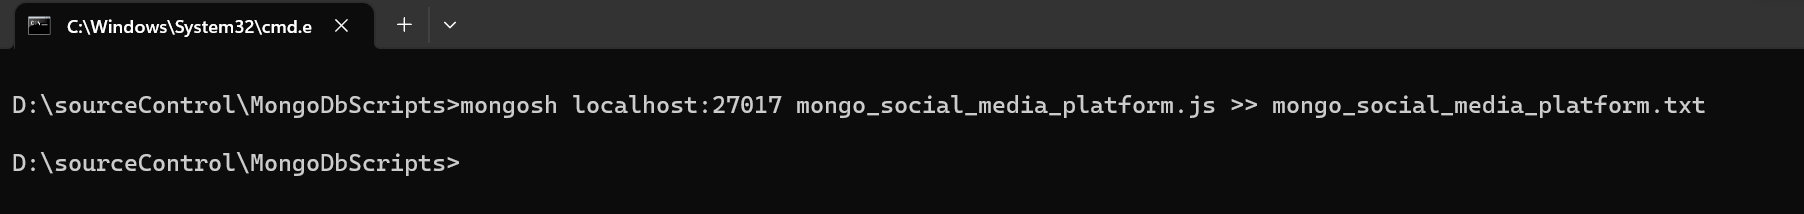 C:\Windows\System32\cmd.e
D:\sourceControl\MongoDbScripts>mongosh localhost:27017 mongo_social_media_platform.js >> mongo_social_media_platform.txt
D:\sourceControl\MongoDbScripts>